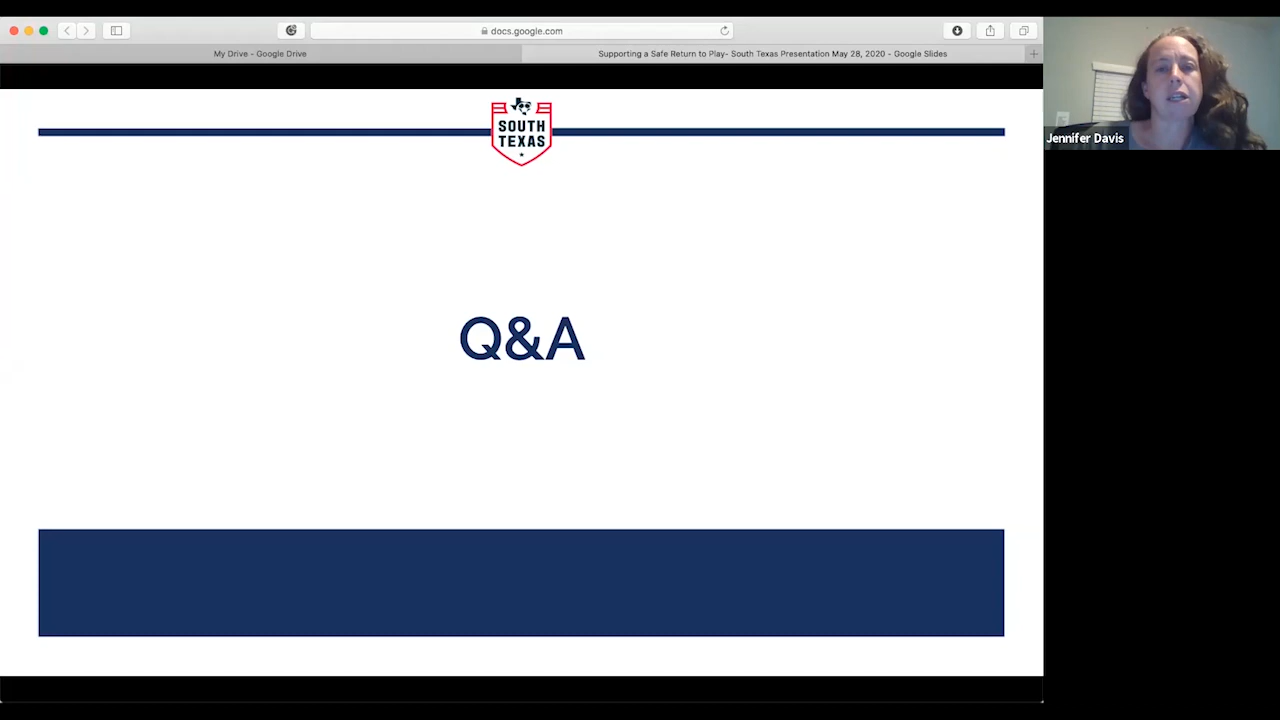 docs.google.com
My Drive - Google Drive
Supporting a Safe Return to Play- South Texas Presentation May 28, 2020 - Google Slides
SOUTH
TEXAS
Jennifer Davis
Q&A